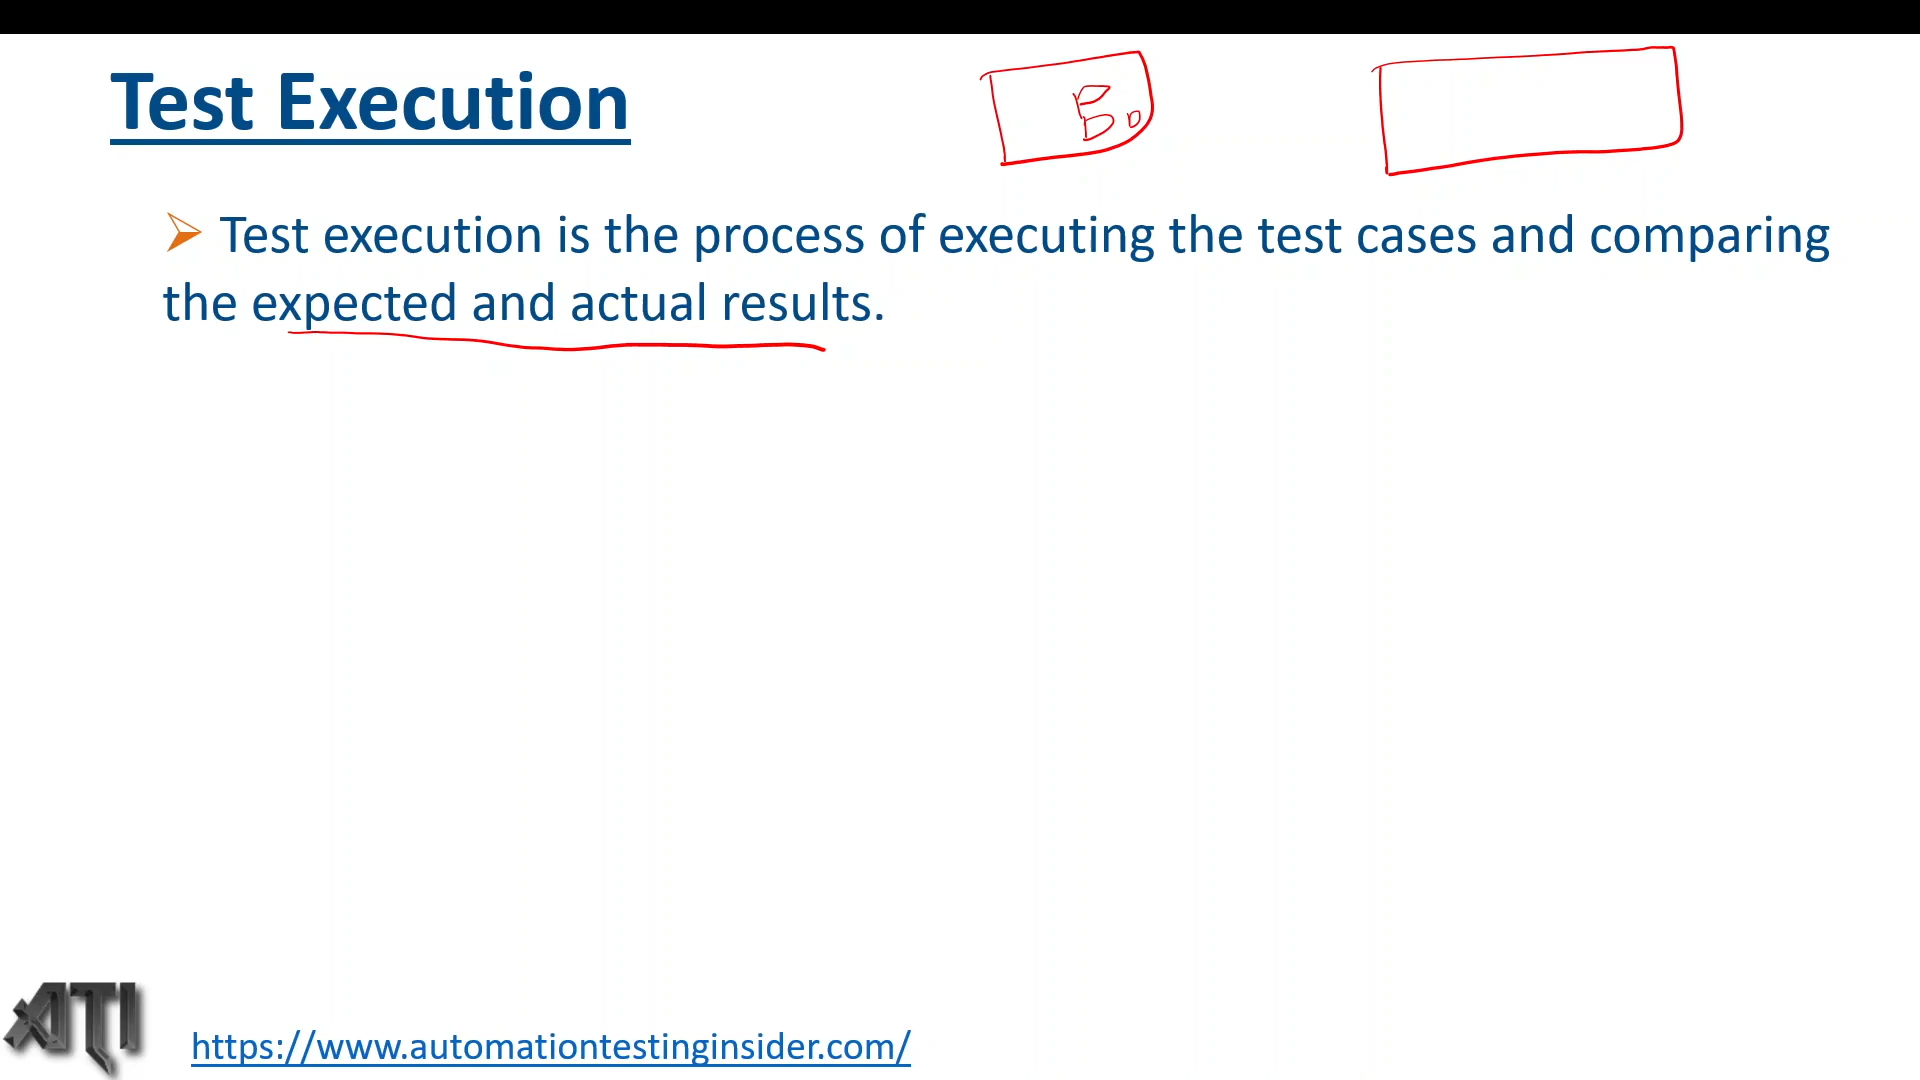 Test Execution
➢ Test execution is the process of executing the test cases and comparing
the expected and actual results.
ATI
https://www.automationtestinginsider.com/